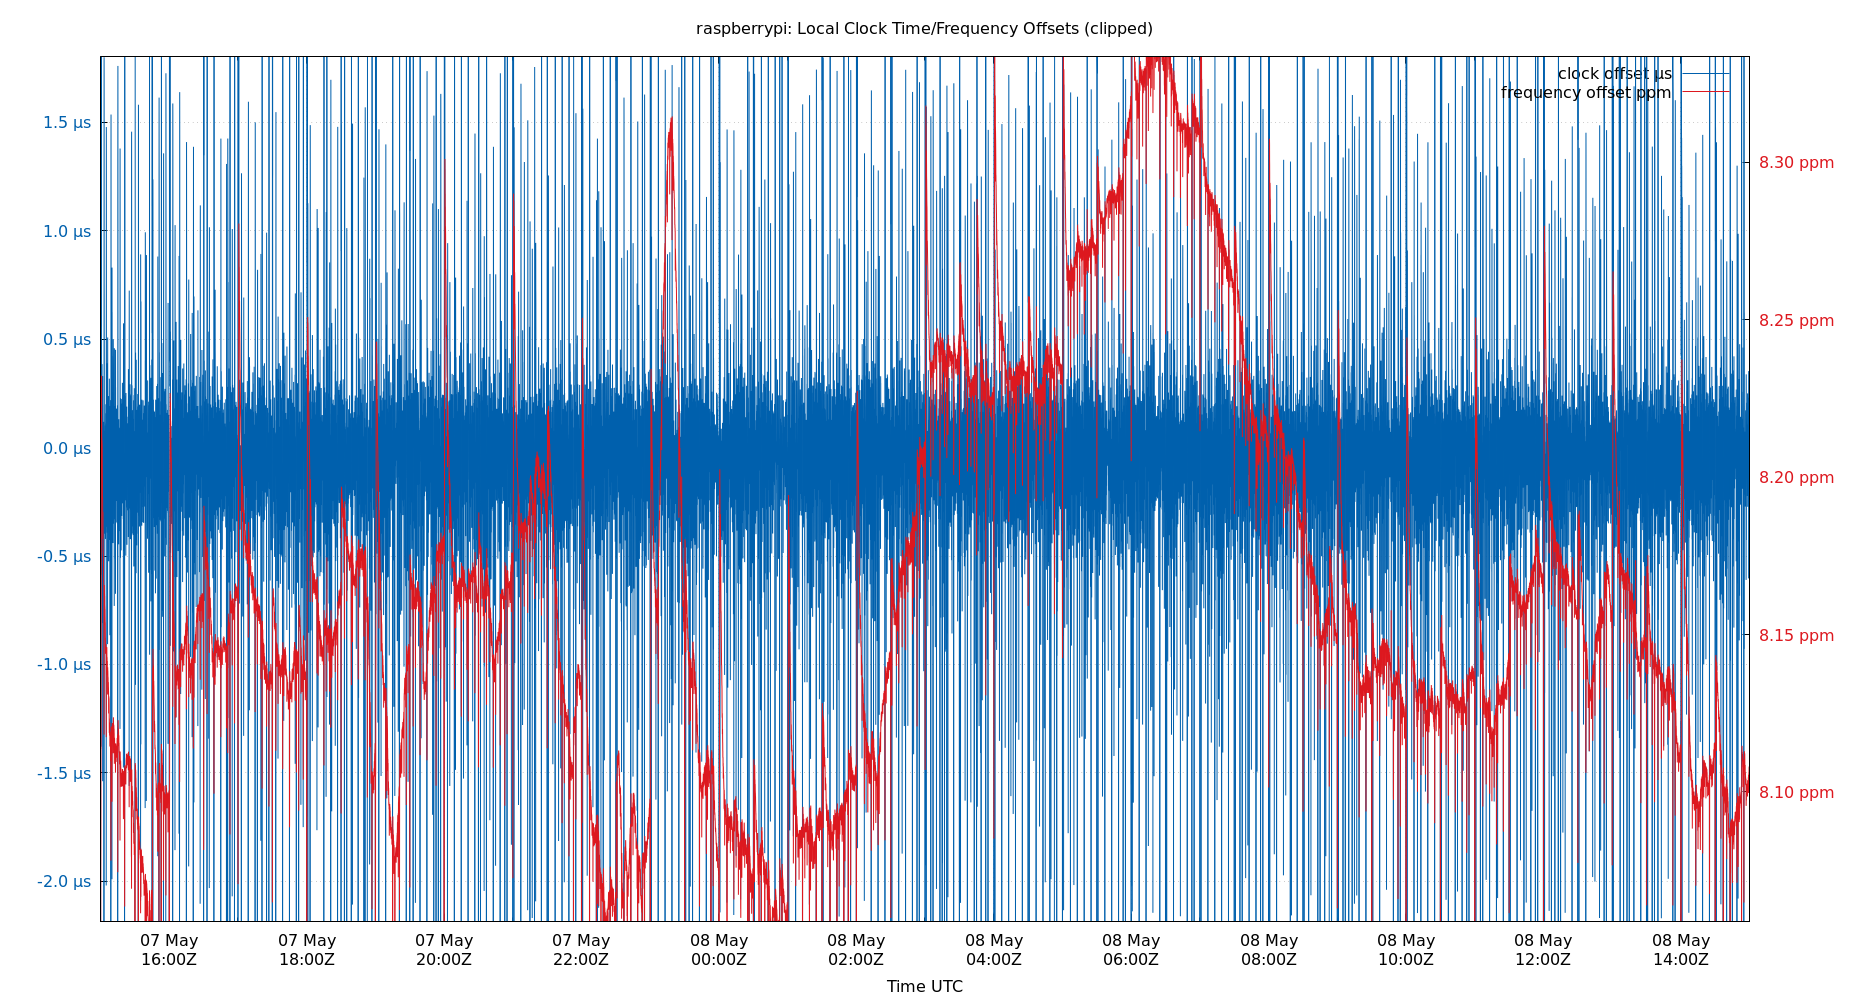 raspberrypi: Local Clock Time/Frequency Offsets (clipped)
clock offset µs
frequency offset ppm
1.5 µs
1.0 µs
0.5 µs
0.0 µs
-0.5 µs
-1.0 µs
-1.5 µs
-2.0 µs
8.30 ppm
8.25 ppm
8.20 ppm
8.15 ppm
8.10 ppm
07 May 07 May 07 May 07 May 08 May 08 May 08 May 08 May 08 May 08 May 08 May 08 May
16:00Z 18:00Z 20:00Z 22:00Z 00:00Z 02:00Z 04:00Z 06:00Z 08:00Z 10:00Z 12:00Z 14:00Z
Time UTC